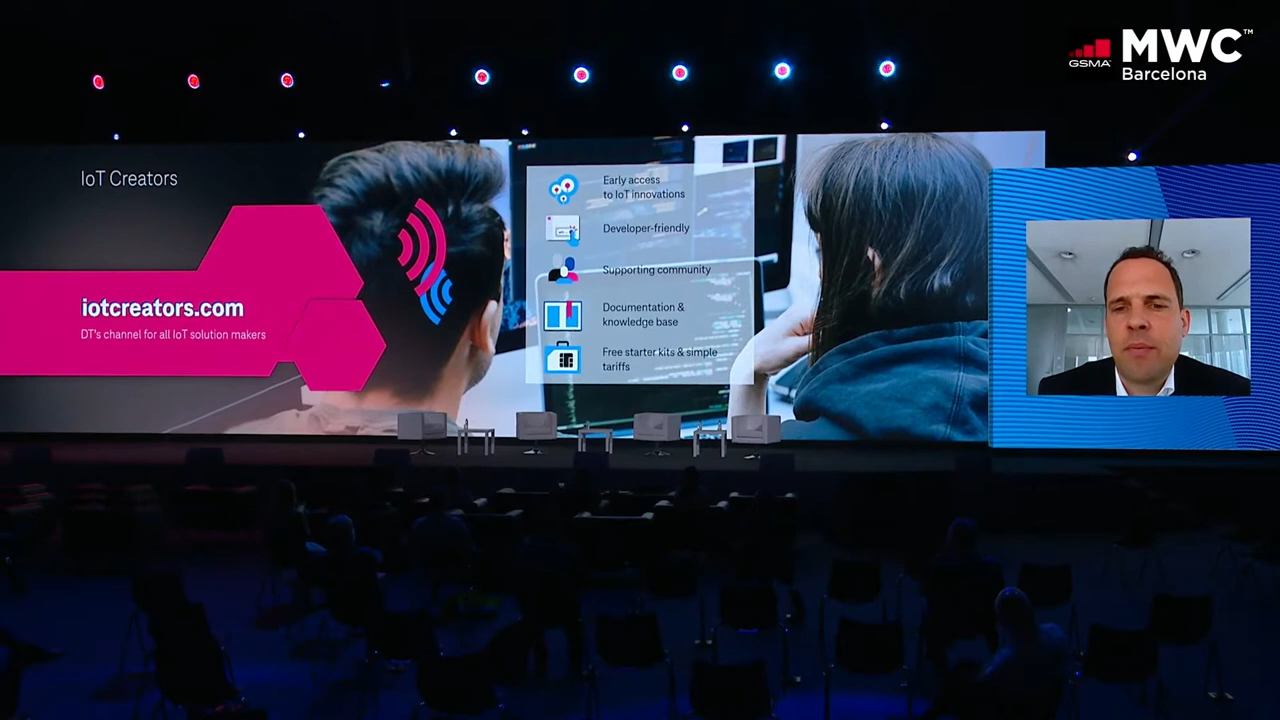 GSMA
MWC™
Barcelona
IoT Creators
iotcreators.com
DT's channel for all IoT solution makers
Early access
to IoT innovations
Developer-friendly
Supporting community
Documentation &
knowledge base
Free starter kits & simple
tariffs